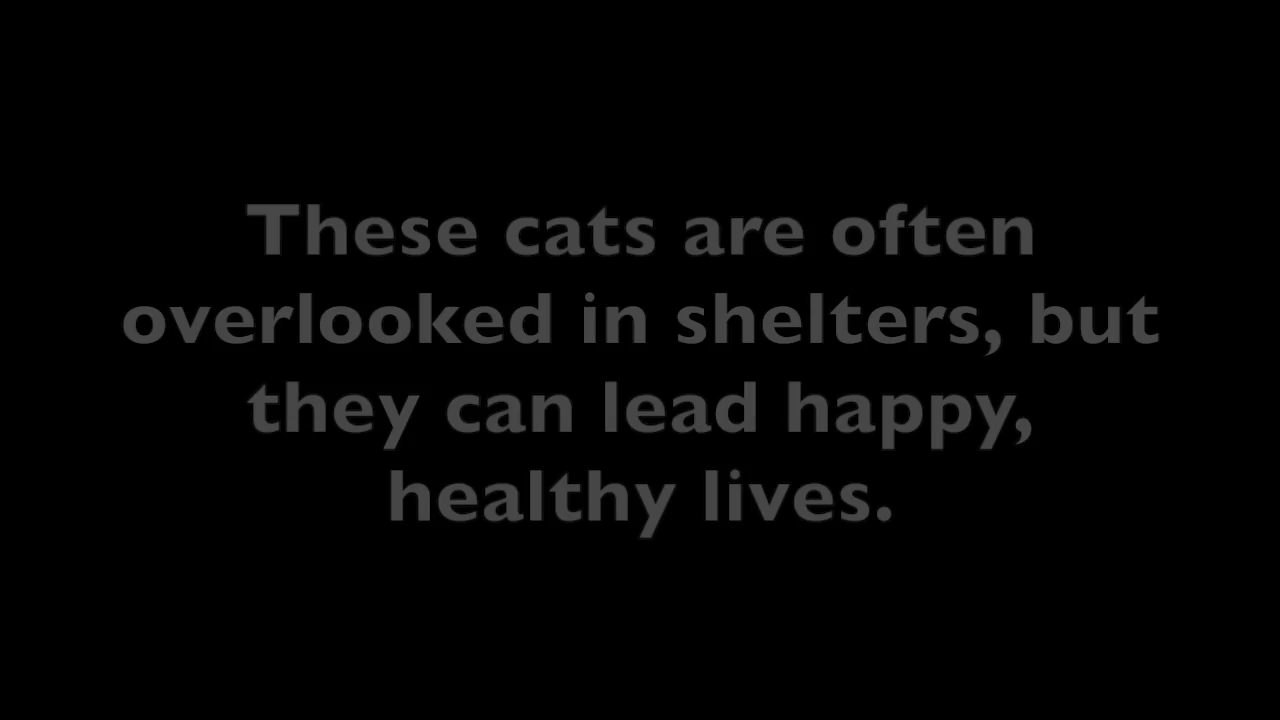 These cats are often
overlooked in shelters, but
they can lead happy,
healthy lives.